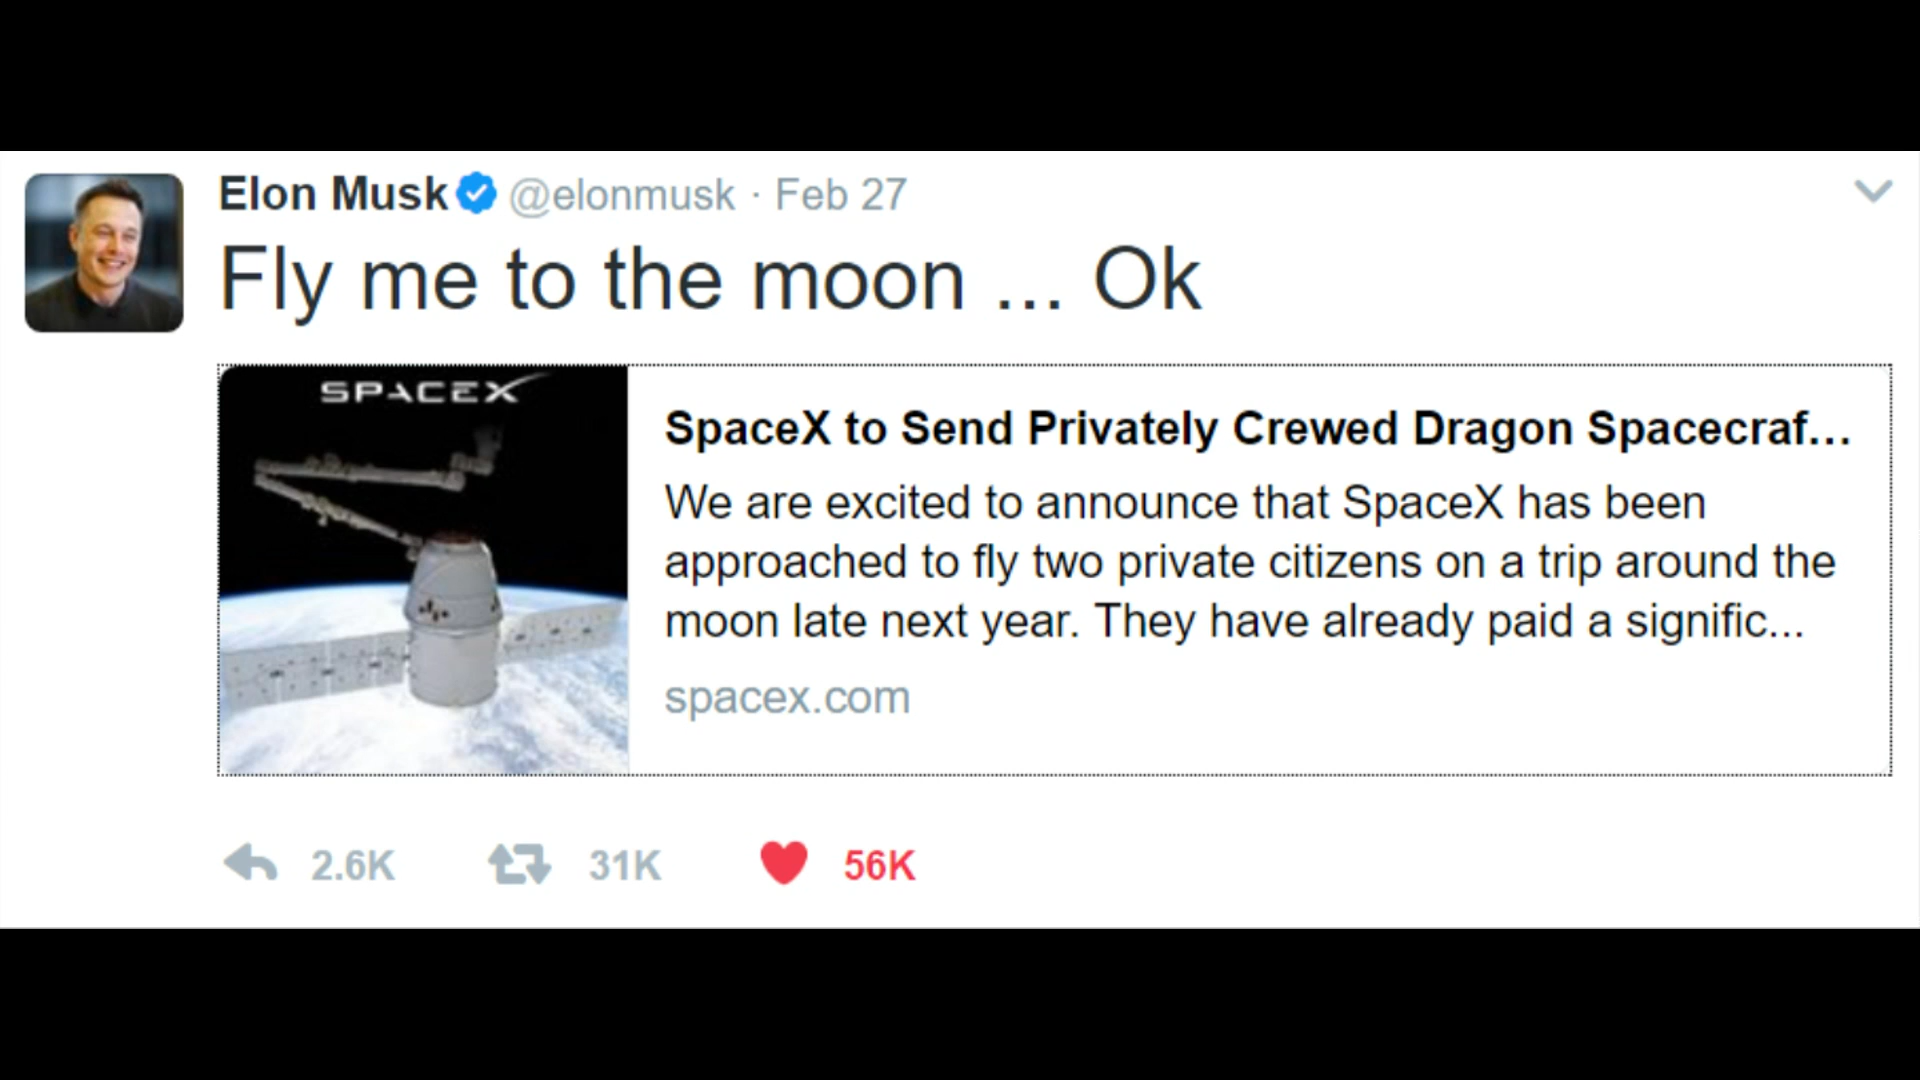 Elon Musk @elonmusk · Feb 27
Fly me to the moon ... Ok
SPACEX
SpaceX to Send Privately Crewed Dragon Spacecraf...
We are excited to announce that SpaceX has been
approached to fly two private citizens on a trip around the
moon late next year. They have already paid a signific...
spacex.com
2.6K 31K 56K